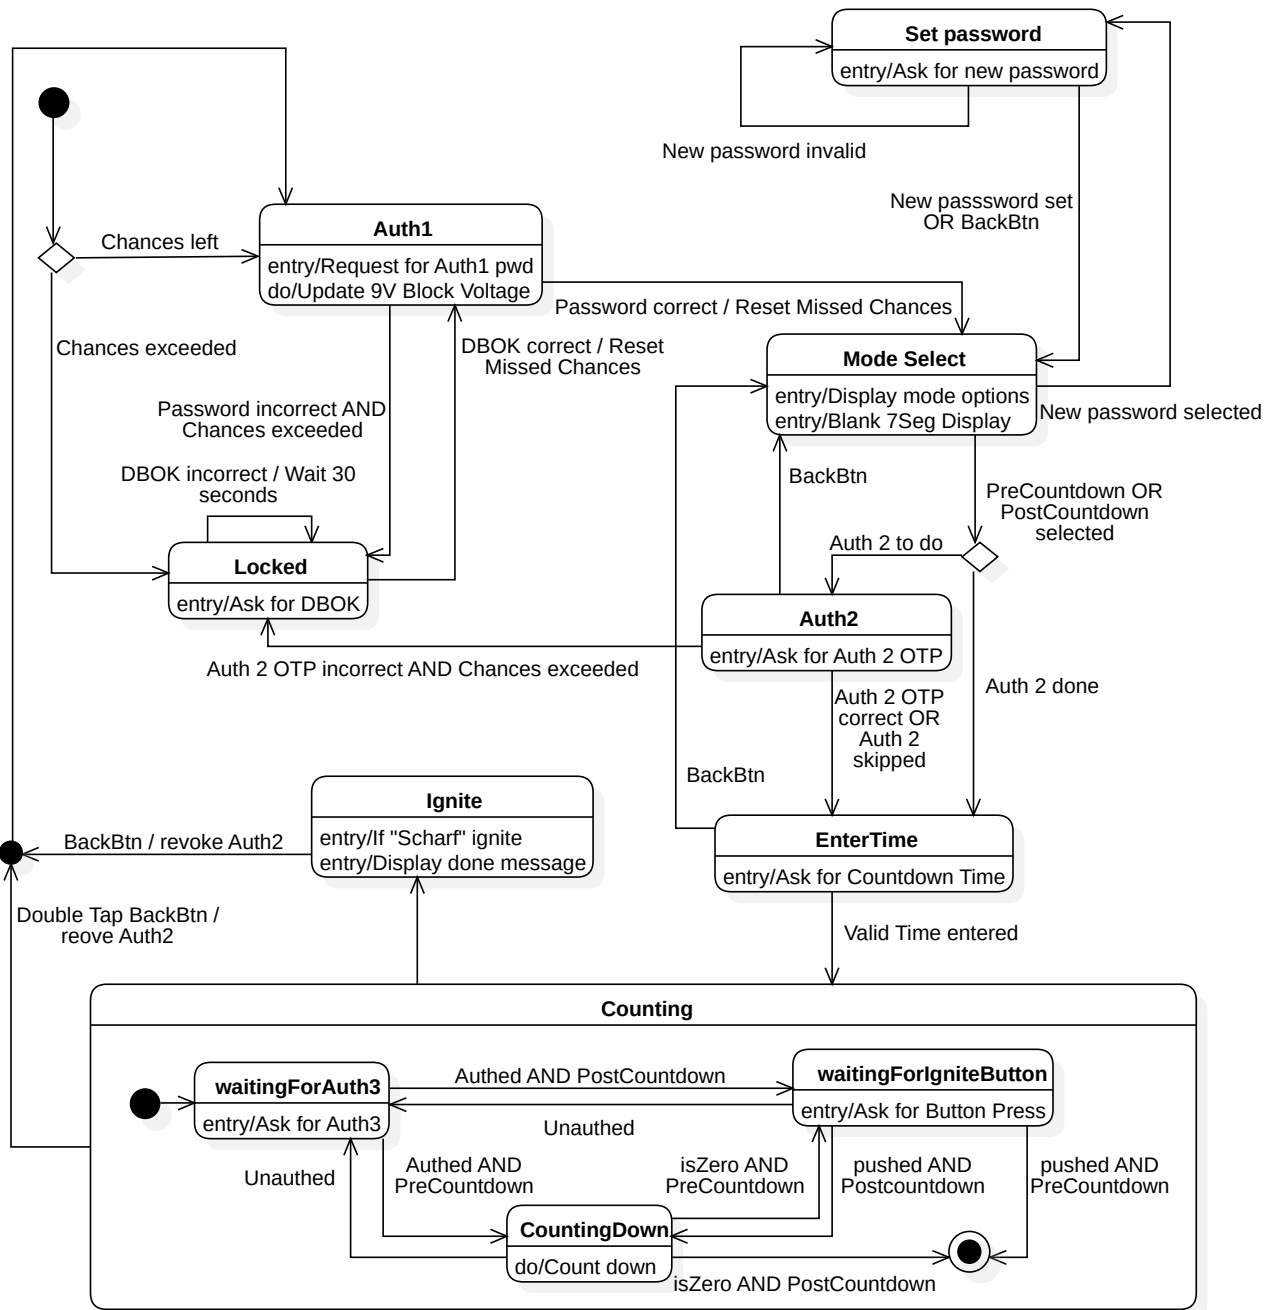 Set password
entry/Ask for new password
New password invalid
New passsword set
OR BackBtn
Chances left
Auth1
entry/Request for Auth1 pwd
do/Update 9V Block Voltage
Password correct / Reset Missed Chances
Chances exceeded
DBOK correct / Reset
Missed Chances
Mode Select
entry/Display mode options
entry/Blank 7Seg Display
New password selected
Password incorrect AND
Chances exceeded
DBOK incorrect / Wait 30
seconds
BackBtn
PreCountdown OR
PostCountdown
selected
Locked
entry/Ask for DBOK
Auth 2 to do
Auth2
entry/Ask for Auth 2 OTP
Auth 2 OTP incorrect AND Chances exceeded
Auth 2 OTP
correct OR
Auth 2
skipped
Auth 2 done
BackBtn
Ignite
entry/If "Scharf" ignite
entry/Display done message
BackBtn / revoke Auth2
EnterTime
entry/Ask for Countdown Time
Double Tap BackBtn /
reove Auth2
Valid Time entered
Counting
waitingForAuth3
entry/Ask for Auth3
Authed AND PostCountdown
Unauthed
waitingForIgniteButton
entry/Ask for Button Press
Unauthed
Authed AND
PreCountdown
isZero AND
PreCountdown
pushed AND
Postcountdown
pushed AND
PreCountdown
CountingDown
do/Count down
isZero AND PostCountdown